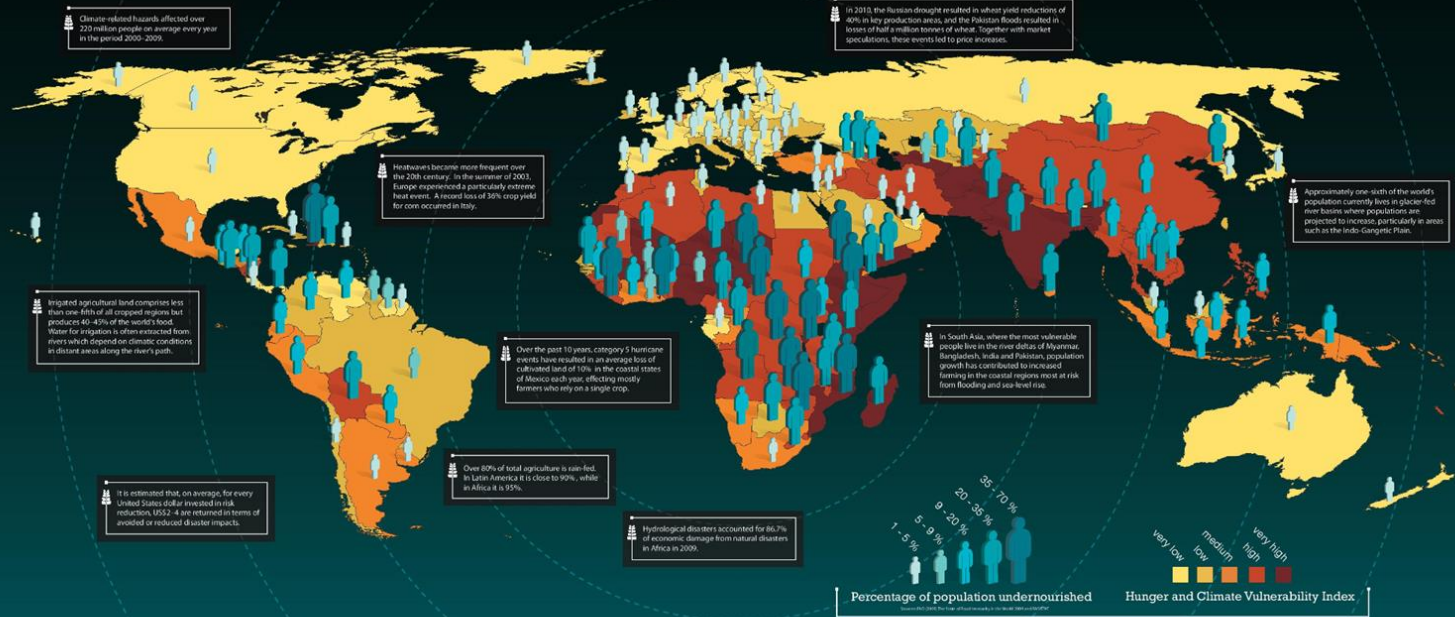 Climate-related hazards affected over
220 million people on average every year
in the period 2000–2009.
In 2010, the Russian drought resulted in wheat yield reductions of
40% in key production areas, and the Pakistan floods resulted in
losses of half a million tonnes of wheat. Together with market
speculations, these events led to price increases.
Heatwaves became more frequent over
the 20th century. In the summer of 2003,
Europe experienced a particularly extreme
heat event. A record loss of 36% crop yield
for corn occurred in Italy.
Approximately one-sixth of the world's
population currently lives in glacier-fed
river basins where populations are
projected to increase, particularly in areas
such as the Indo-Gangetic Plain.
Irrigated agricultural land comprises less
than one-fifth of all cropped regions but
produces 40–45% of the world's food.
Water for irrigation is often extracted from
rivers which depend on climatic conditions
in distant areas along the river's path.
Over the past 10 years, category 5 hurricane
events have resulted in an average loss of
cultivated land of 10% in the coastal states
of Mexico each year, effecting mostly
farmers who rely on a single crop.
In South Asia, where the most vulnerable
people live in the river deltas of Myanmar,
Bangladesh, India and Pakistan, population
growth has contributed to increased
farming in the coastal regions most at risk
from flooding and sea-level rise.
Over 80% of total agriculture is rain-fed.
In Latin America it is close to 90%, while
in Africa it is 95%.
It is estimated that, on average, for every
United States dollar invested in risk
reduction, US$2–4 are returned in terms of
avoided or reduced disaster impacts.
Hydrological disasters accounted for 86.7%
of economic damage from natural disasters
in Africa in 2009.
1 - 5 %
5 - 9 %
9 - 20 %
20 - 35 %
35 - 70 %
Percentage of population undernourished
very low
low
medium
high
very high
Hunger and Climate Vulnerability Index